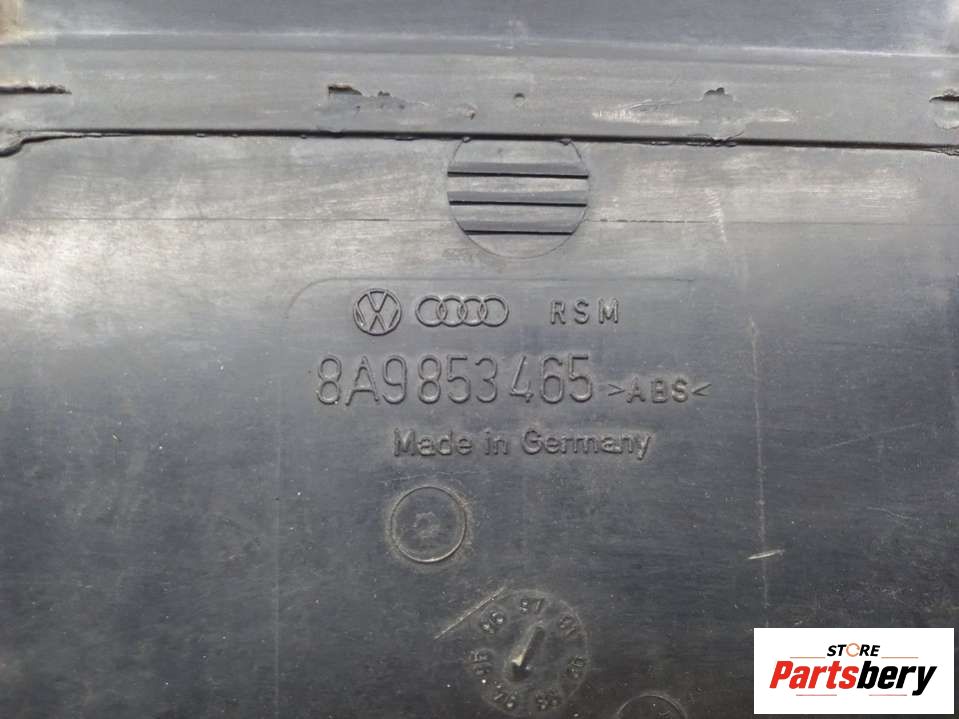 RSM
8A9853465 >ABS<
Made in Germany
STORE
Partsbery